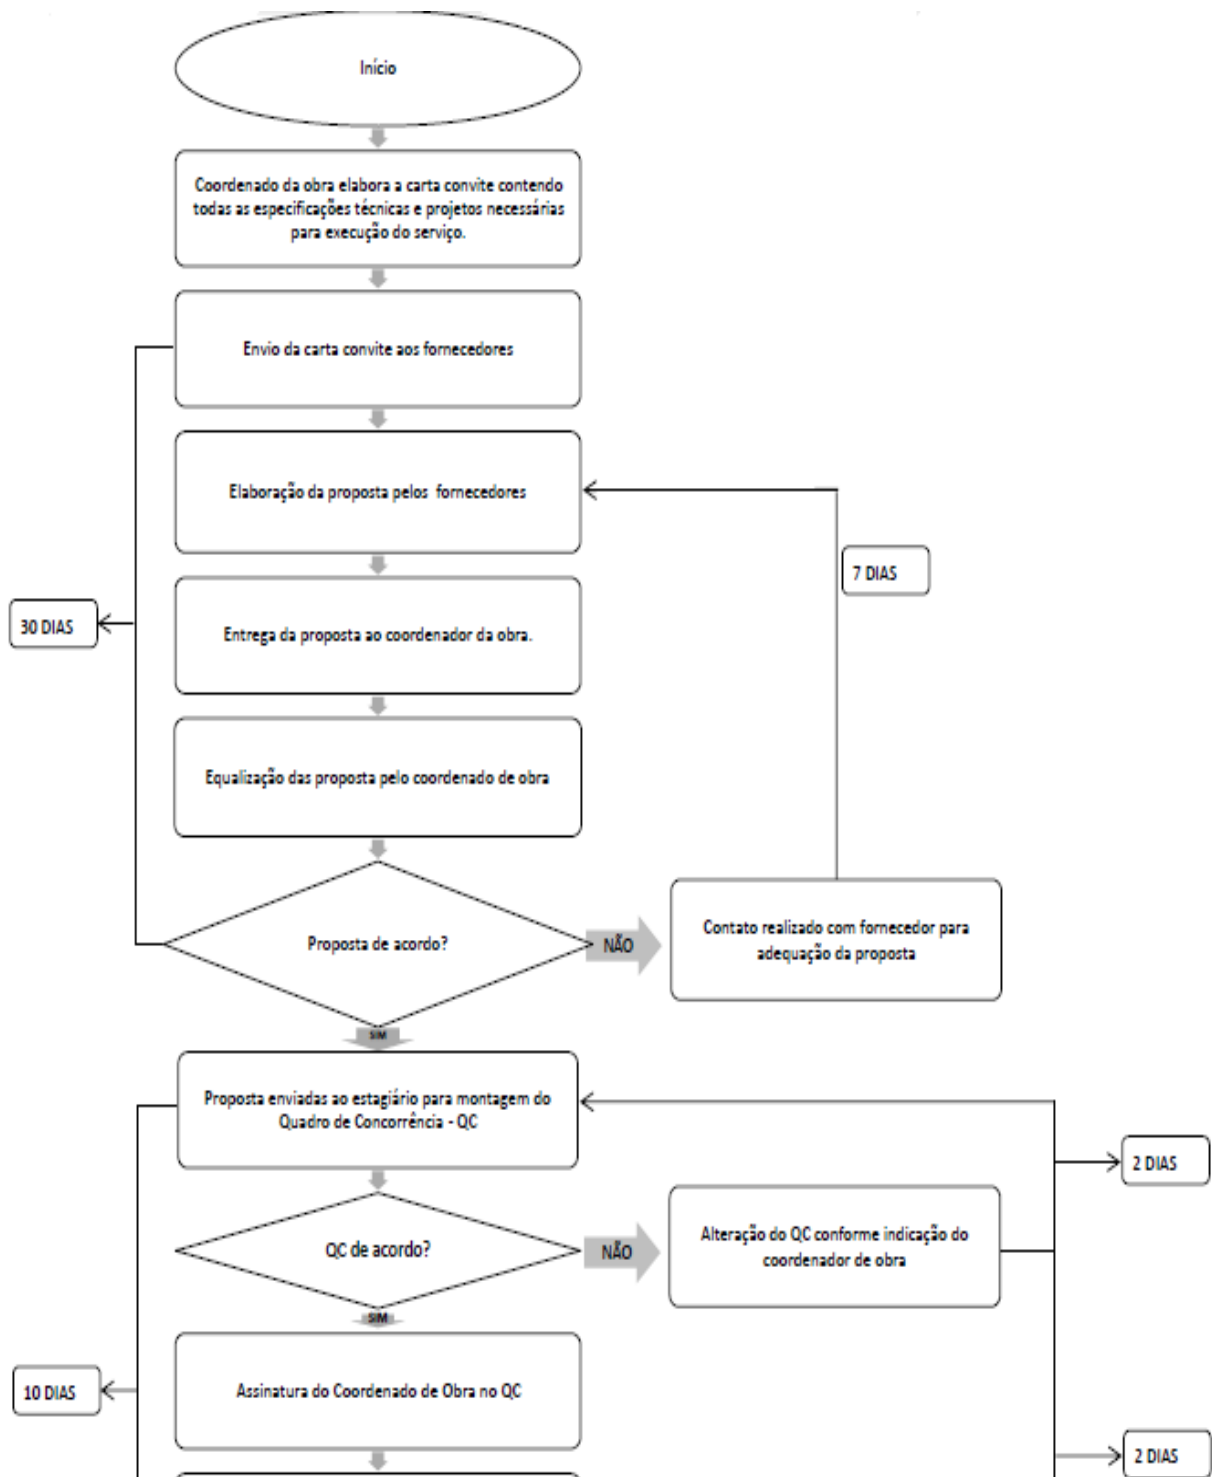 Início
Coordenado da obra elabora a carta convite contendo
todas as especificações técnicas e projetos necessárias
para execução do serviço.
Envio da carta convite aos fornecedores
Elaboração da proposta pelos fornecedores
7 DIAS
30 DIAS
Entrega da proposta ao coordenador da obra.
Equalização das proposta pelo coordenado de obra
Proposta de acordo?
NÃO
Contato realizado com fornecedor para
adequação da proposta
SIM
Proposta enviadas ao estagiário para montagem do
Quadro de Concorrência - QC
2 DIAS
QC de acordo?
NÃO
Alteração do QC conforme indicação do
coordenador de obra
SIM
10 DIAS
Assinatura do Coordenado de Obra no QC
2 DIAS